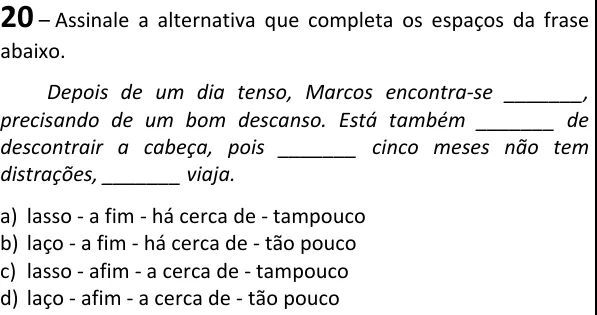 20 – Assinale a alternativa que completa os espaços da frase
abaixo.
Depois de um dia tenso, Marcos encontra-se ________,
precisando de um bom descanso. Está também ________ de
descontrair a cabeça, pois ________ cinco meses não tem
distrações, ________ viaja.
a) lasso - a fim - há cerca de - tampouco
b) laço - a fim - há cerca de - tão pouco
c) lasso - afim - a cerca de - tampouco
d) laço - afim - a cerca de - tão pouco